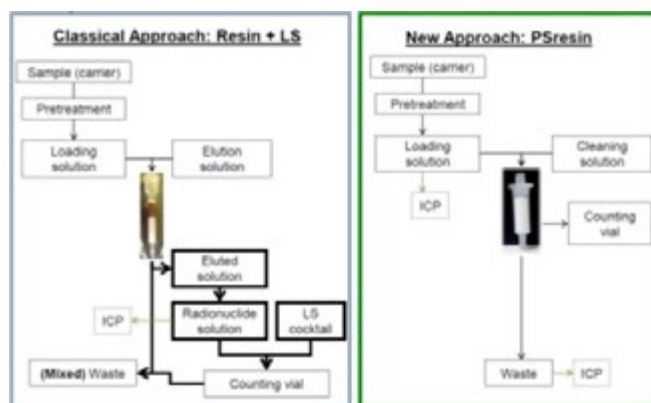 Classical Approach: Resin + LS
Sample (carrier)
Pretreatment
Loading
solution
Elution
solution
Eluted
solution
ICP
Radionuclide
solution
LS
cocktail
(Mixed) Waste
Counting vial
New Approach: PSresin
Sample (carrier)
Pretreatment
Loading
solution
Cleaning
solution
ICP
Counting
vial
Waste
ICP